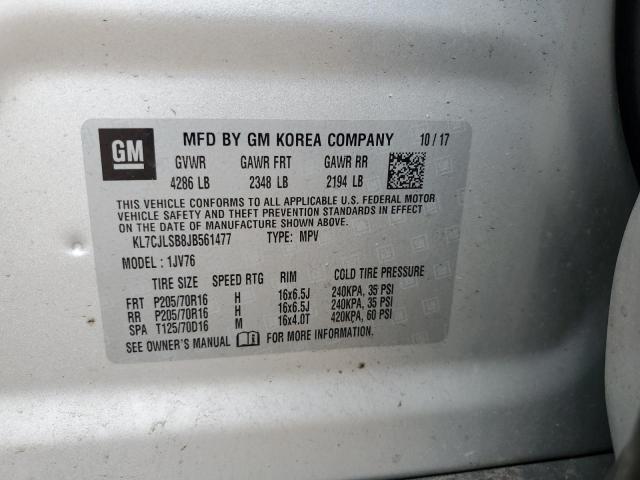 GM MFD BY GM KOREA COMPANY 10 / 17
GVWR GAWR FRT GAWR RR
4286 LB 2348 LB 2194 LB
THIS VEHICLE CONFORMS TO ALL APPLICABLE U.S. FEDERAL MOTOR
VEHICLE SAFETY AND THEFT PREVENTION STANDARDS IN EFFECT
ON THE DATE OF MANUFACTURE SHOWN ABOVE.
KL7CJLSB8JB561477 TYPE: MPV
MODEL : 1JV76
TIRE SIZE SPEED RTG RIM COLD TIRE PRESSURE
FRT P205/70R16 H 16x6.5J 240KPA, 35 PSI
RR P205/70R16 H 16x6.5J 240KPA, 35 PSI
SPA T125/70D16 M 16x4.0T 420KPA, 60 PSI
SEE OWNER'S MANUAL FOR MORE INFORMATION.